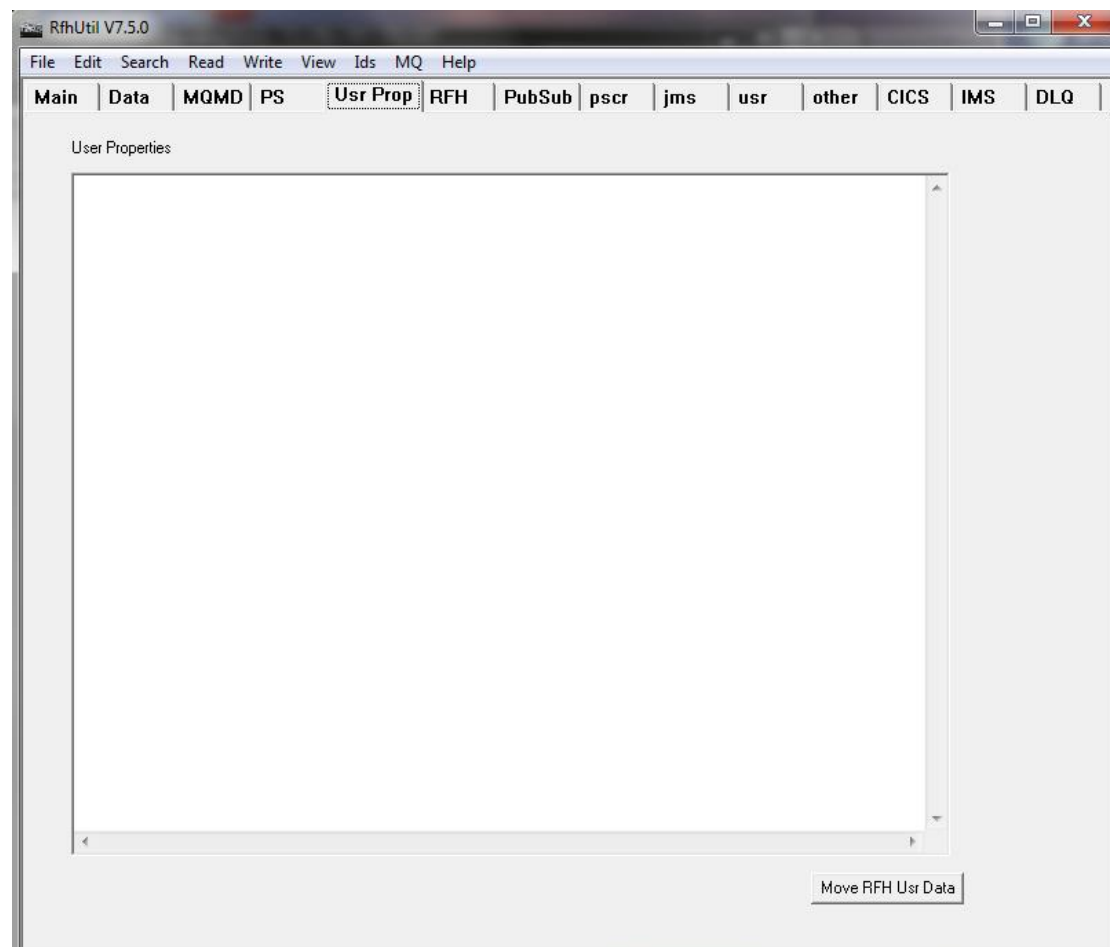 RfhUtil V7.5.0
File Edit Search Read Write View Ids MQ Help
Main Data MQMD PS Usr Prop RFH PubSub pscr jms usr other CICS IMS DLQ
User Properties
Move RFH Usr Data